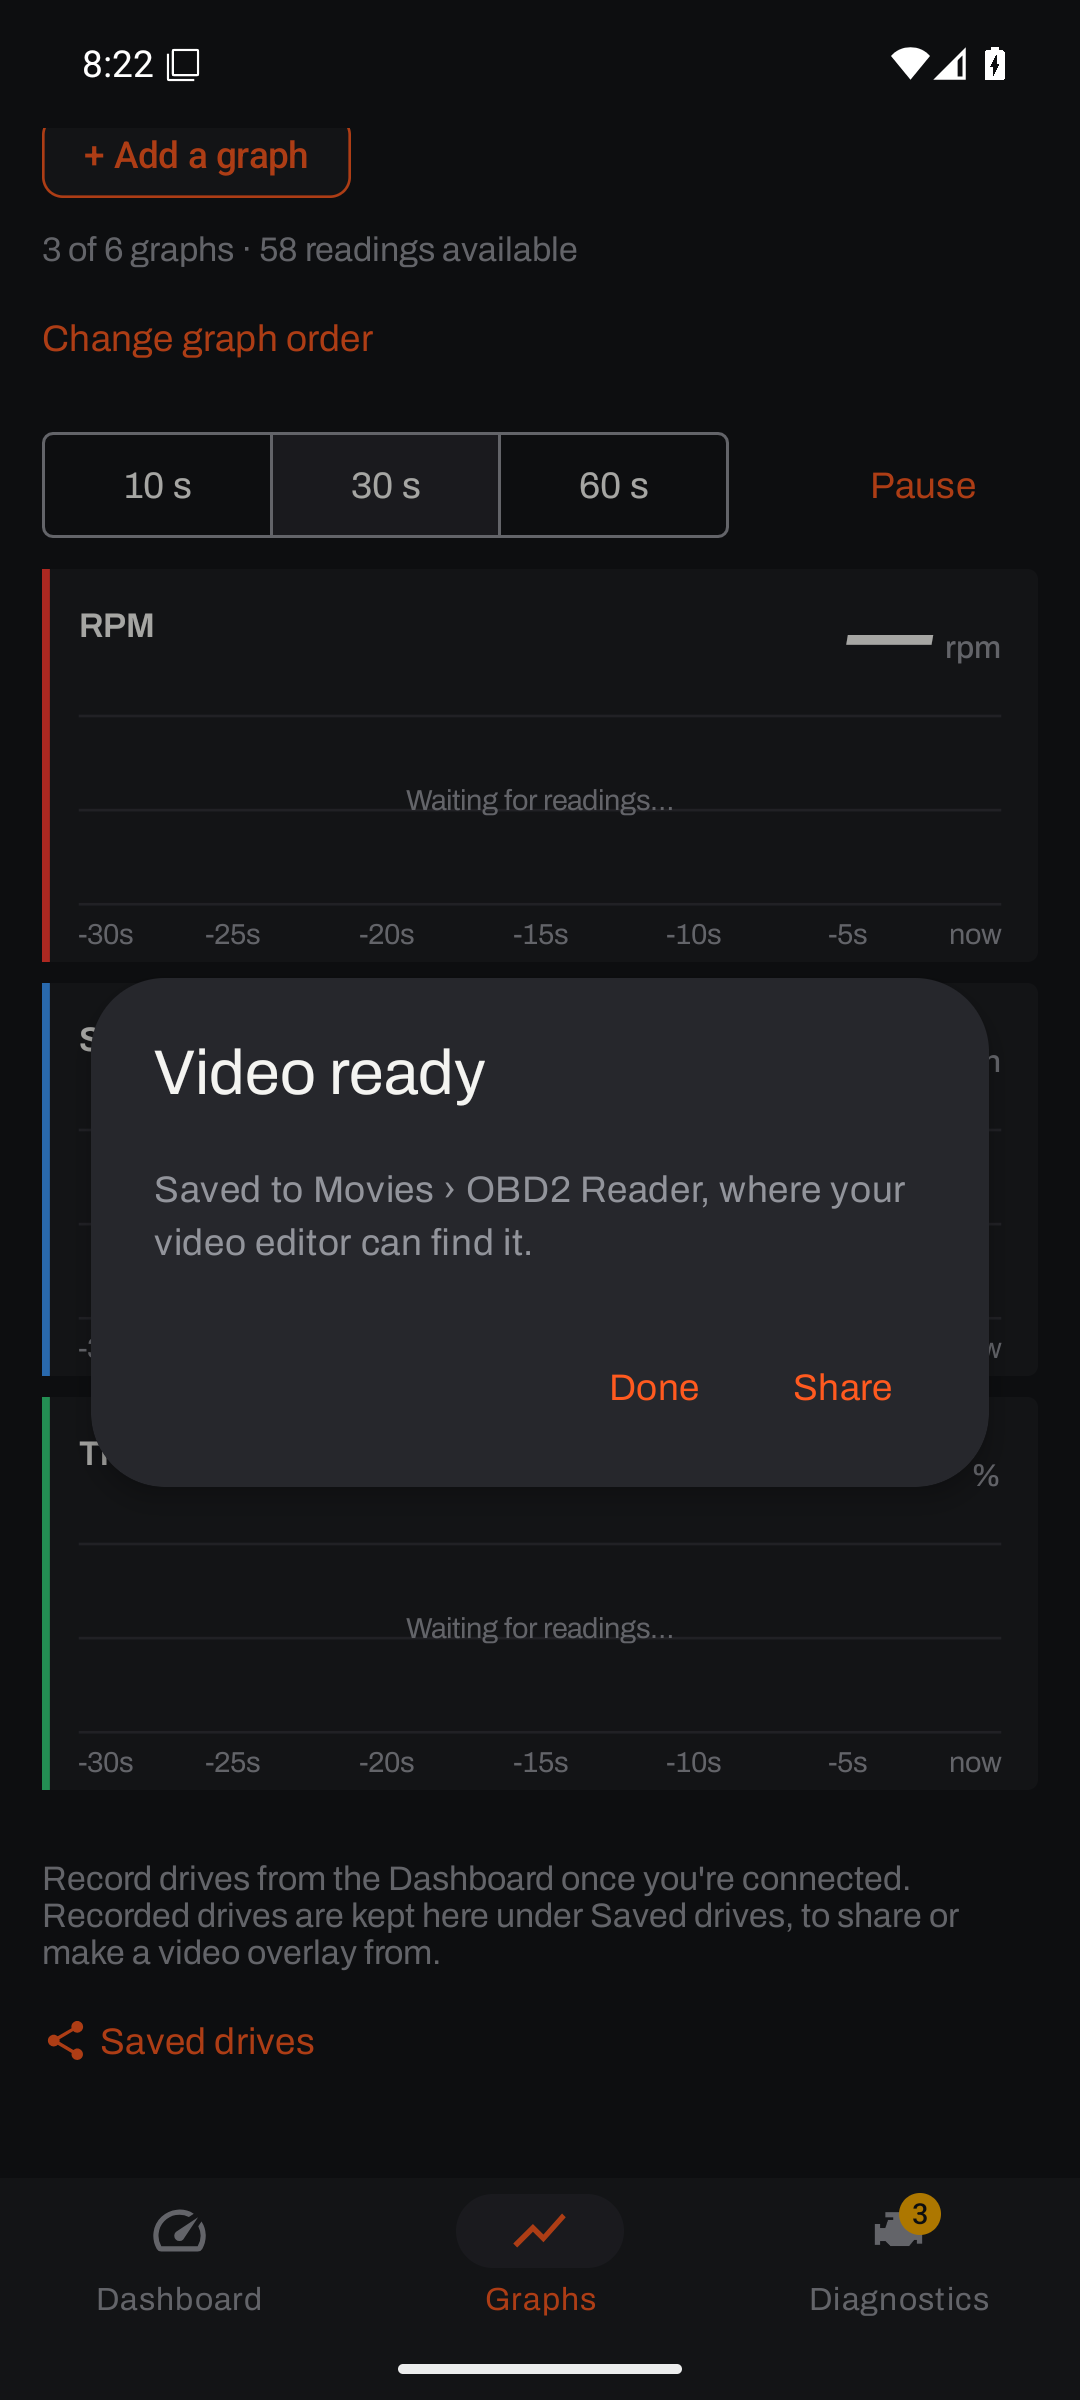 8:22
+ Add a graph
3 of 6 graphs · 58 readings available
Change graph order
10 s
30 s
60 s
Pause
RPM
rpm
Waiting for readings...
-30s -25s -20s -15s -10s -5s now
Video ready
Saved to Movies › OBD2 Reader, where your
video editor can find it.
Done
Share
%
Waiting for readings...
-30s -25s -20s -15s -10s -5s now
Record drives from the Dashboard once you're connected.
Recorded drives are kept here under Saved drives, to share or
make a video overlay from.
Saved drives
3
Dashboard
Graphs
Diagnostics